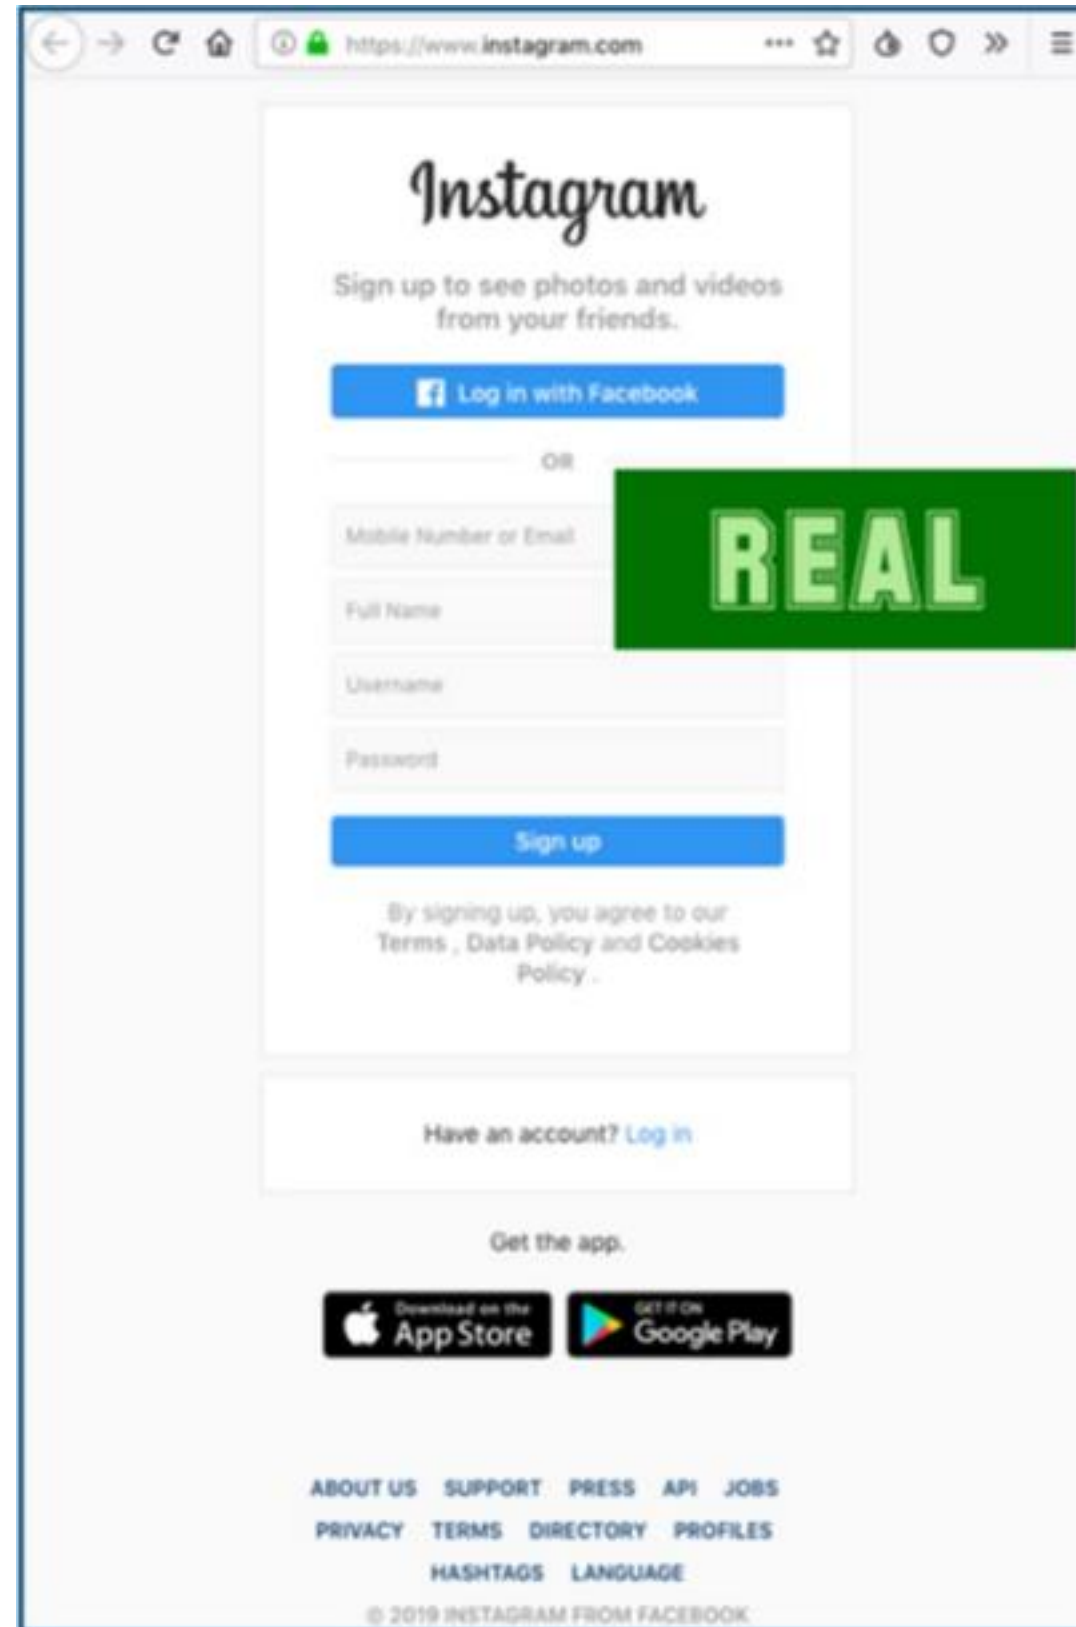 https://www.instagram.com
Instagram
Sign up to see photos and videos
from your friends.
Log in with Facebook
OR
REAL
Mobile Number or Email
Full Name
Username
Password
Sign up
By signing up, you agree to our
Terms , Data Policy and Cookies
Policy .
Have an account? Log in
Get the app.
Download on the
App Store
GET IT ON
Google Play
ABOUT US SUPPORT PRESS API JOBS
PRIVACY TERMS DIRECTORY PROFILES
HASHTAGS LANGUAGE
© 2019 INSTAGRAM FROM FACEBOOK